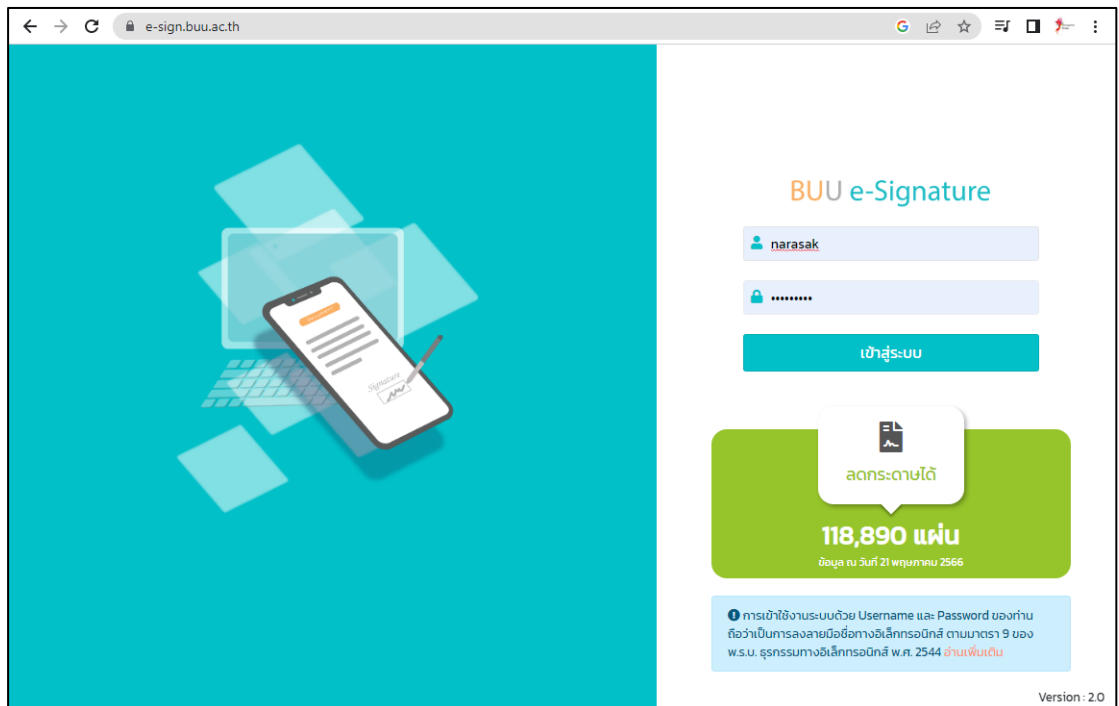 e-sign.buu.ac.th
BUU e-Signature
narasak
•••••••••
เข้าสู่ระบบ
Signature
ลดกระดาษได้
118,890 แผ่น
ข้อมูล ณ วันที่ 21 พฤษภาคม 2566
การเข้าใช้งานระบบด้วย Username และ Password ของท่าน
ถือว่าเป็นการลงลายมือชื่อทางอิเล็กทรอนิกส์ ตามมาตรา 9 ของ
พ.ร.บ. ธุรกรรมทางอิเล็กทรอนิกส์ พ.ศ. 2544 อ่านเพิ่มเติม
Version : 2.0